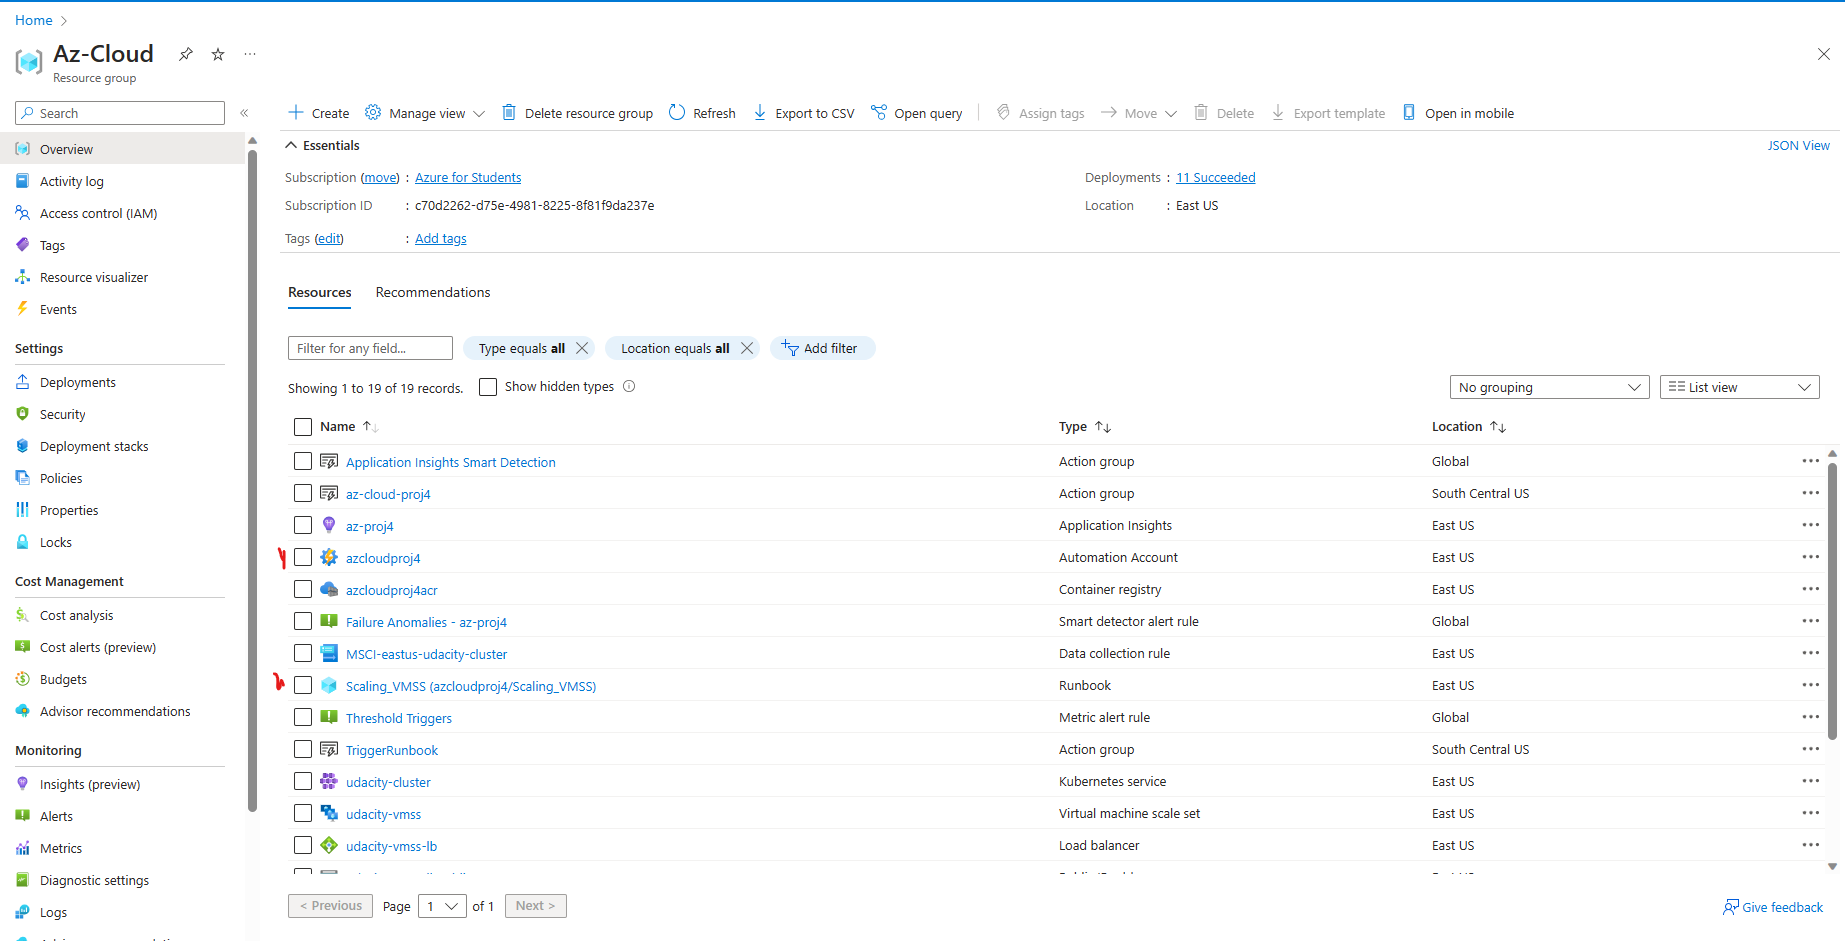 Home
Az-Cloud
Resource group
Search
Overview
Activity log
Access control (IAM)
Tags
Resource visualizer
Events
Settings
Deployments
Security
Deployment stacks
Policies
Properties
Locks
Cost Management
Cost analysis
Cost alerts (preview)
Budgets
Advisor recommendations
Monitoring
Insights (preview)
Alerts
Metrics
Diagnostic settings
Logs
Create Manage view Delete resource group Refresh Export to CSV Open query Assign tags Move Delete Export template Open in mobile
Essentials JSON View
Subscription (move) : Azure for Students
Deployments : 11 Succeeded
Subscription ID : c70d2262-d75e-4981-8225-8f81f9da237e
Location : East US
Tags (edit) : Add tags
Resources Recommendations
Filter for any field... Type equals all Location equals all Add filter
Showing 1 to 19 of 19 records. Show hidden types No grouping List view
Name Type Location
Application Insights Smart Detection Action group Global
az-cloud-proj4 Action group South Central US
az-proj4 Application Insights East US
azcloudproj4 Automation Account East US
azcloudproj4acr Container registry East US
Failure Anomalies - az-proj4 Smart detector alert rule Global
MSCI-eastus-udacity-cluster Data collection rule East US
Scaling_VMSS (azcloudproj4/Scaling_VMSS) Runbook East US
Threshold Triggers Metric alert rule Global
TriggerRunbook Action group South Central US
udacity-cluster Kubernetes service East US
udacity-vmss Virtual machine scale set East US
udacity-vmss-lb Load balancer East US
< Previous Page 1 of 1 Next >
Give feedback